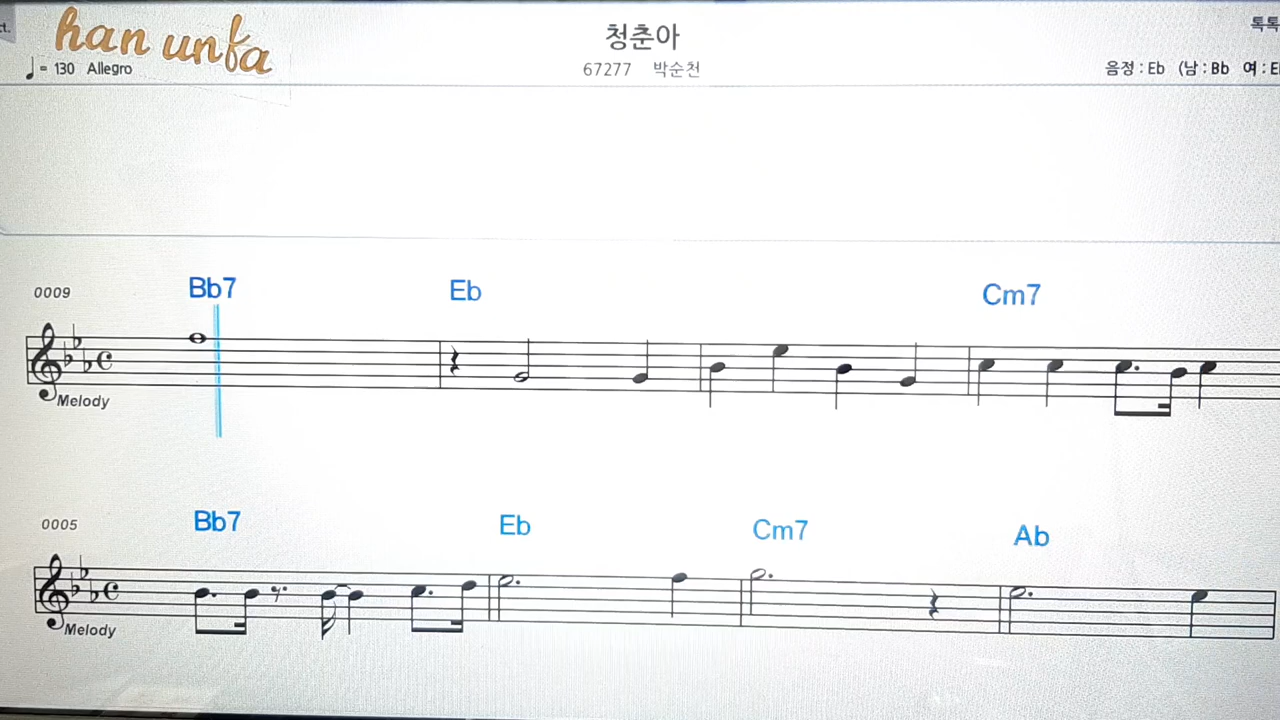 ct.
han unfa
♩= 130 Allegro
청춘아
67277 박순천
톡톡
음정 : Eb (남 : Bb 여 : E
0009
Bb7 Eb Cm7
Melody
0005
Bb7 Eb Cm7 Ab
Melody